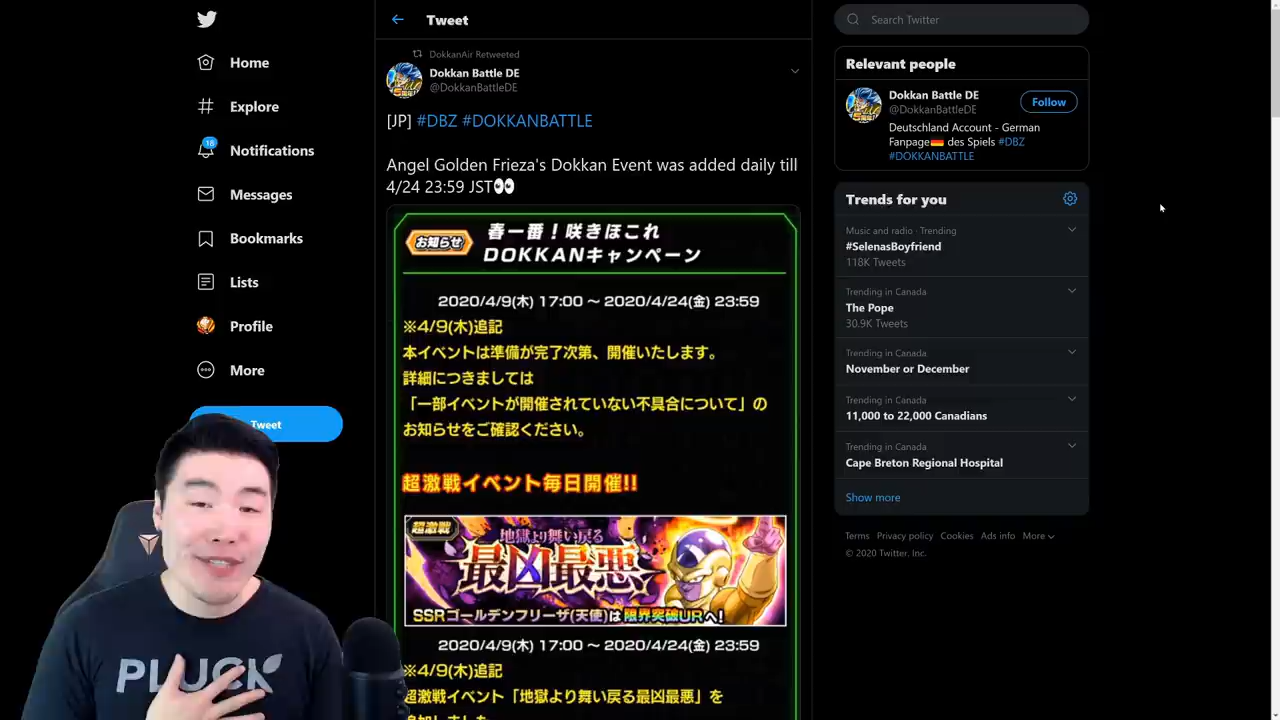 Home
Explore
18
Notifications
Messages
Bookmarks
Lists
Profile
More
Tweet
PLUCK
Tweet
DokkanAir Retweeted
Dokkan Battle DE
@DokkanBattleDE
[JP] #DBZ #DOKKANBATTLE
Angel Golden Frieza's Dokkan Event was added daily till
4/24 23:59 JST👀
お知らせ
春一番！咲きほこれ
DOKKANキャンペーン
2020/4/9(木) 17:00 ～ 2020/4/24(金) 23:59
※4/9(木)追記
本イベントは準備が完了次第、開催いたします。
詳細につきましては
「一部イベントが開催されていない不具合について」の
お知らせをご確認ください。
超激戦イベント毎日開催!!
超激戦
地獄より舞い戻る
最凶最悪
SSRゴールデンフリーザ(天使)は限界突破URへ!
2020/4/9(木) 17:00 ～ 2020/4/24(金) 23:59
※4/9(木)追記
超激戦イベント「地獄より舞い戻る最凶最悪」を
追加しました
Search Twitter
Relevant people
Dokkan Battle DE
@DokkanBattleDE
Follow
Deutschland Account - German
Fanpage🇩🇪 des Spiels #DBZ
#DOKKANBATTLE
Trends for you
Music and radio · Trending
#SelenasBoyfriend
118K Tweets
Trending in Canada
The Pope
30.9K Tweets
Trending in Canada
November or December
Trending in Canada
11,000 to 22,000 Canadians
Trending in Canada
Cape Breton Regional Hospital
Show more
Terms Privacy policy Cookies Ads info More
© 2020 Twitter, Inc.